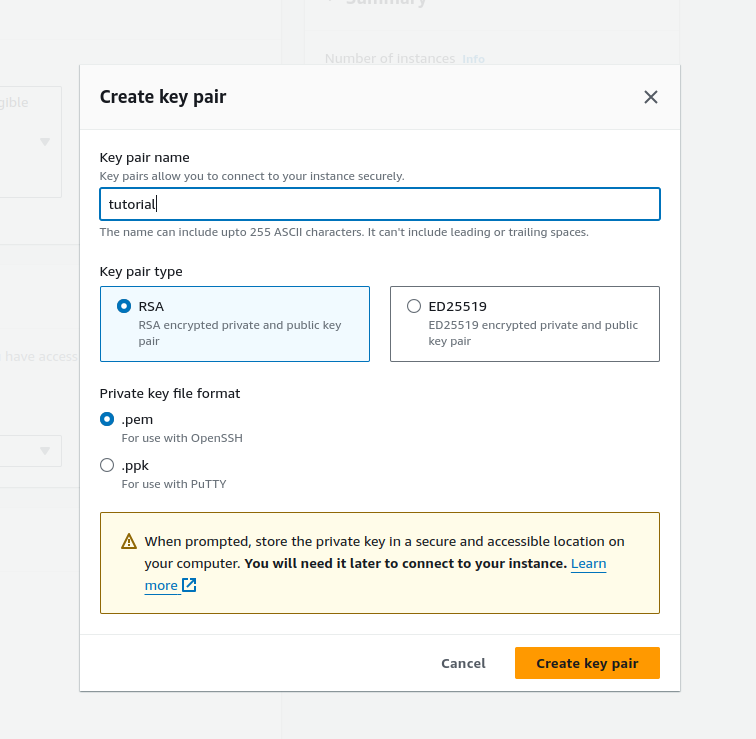 Summary
Number of instances Info
gible
Create key pair
Key pair name
Key pairs allow you to connect to your instance securely.
tutorial
The name can include upto 255 ASCII characters. It can't include leading or trailing spaces.
Key pair type
RSA
RSA encrypted private and public key
pair
ED25519
ED25519 encrypted private and public
key pair
have access
Private key file format
.pem
For use with OpenSSH
.ppk
For use with PuTTY
When prompted, store the private key in a secure and accessible location on
your computer. You will need it later to connect to your instance. Learn
more
Cancel
Create key pair